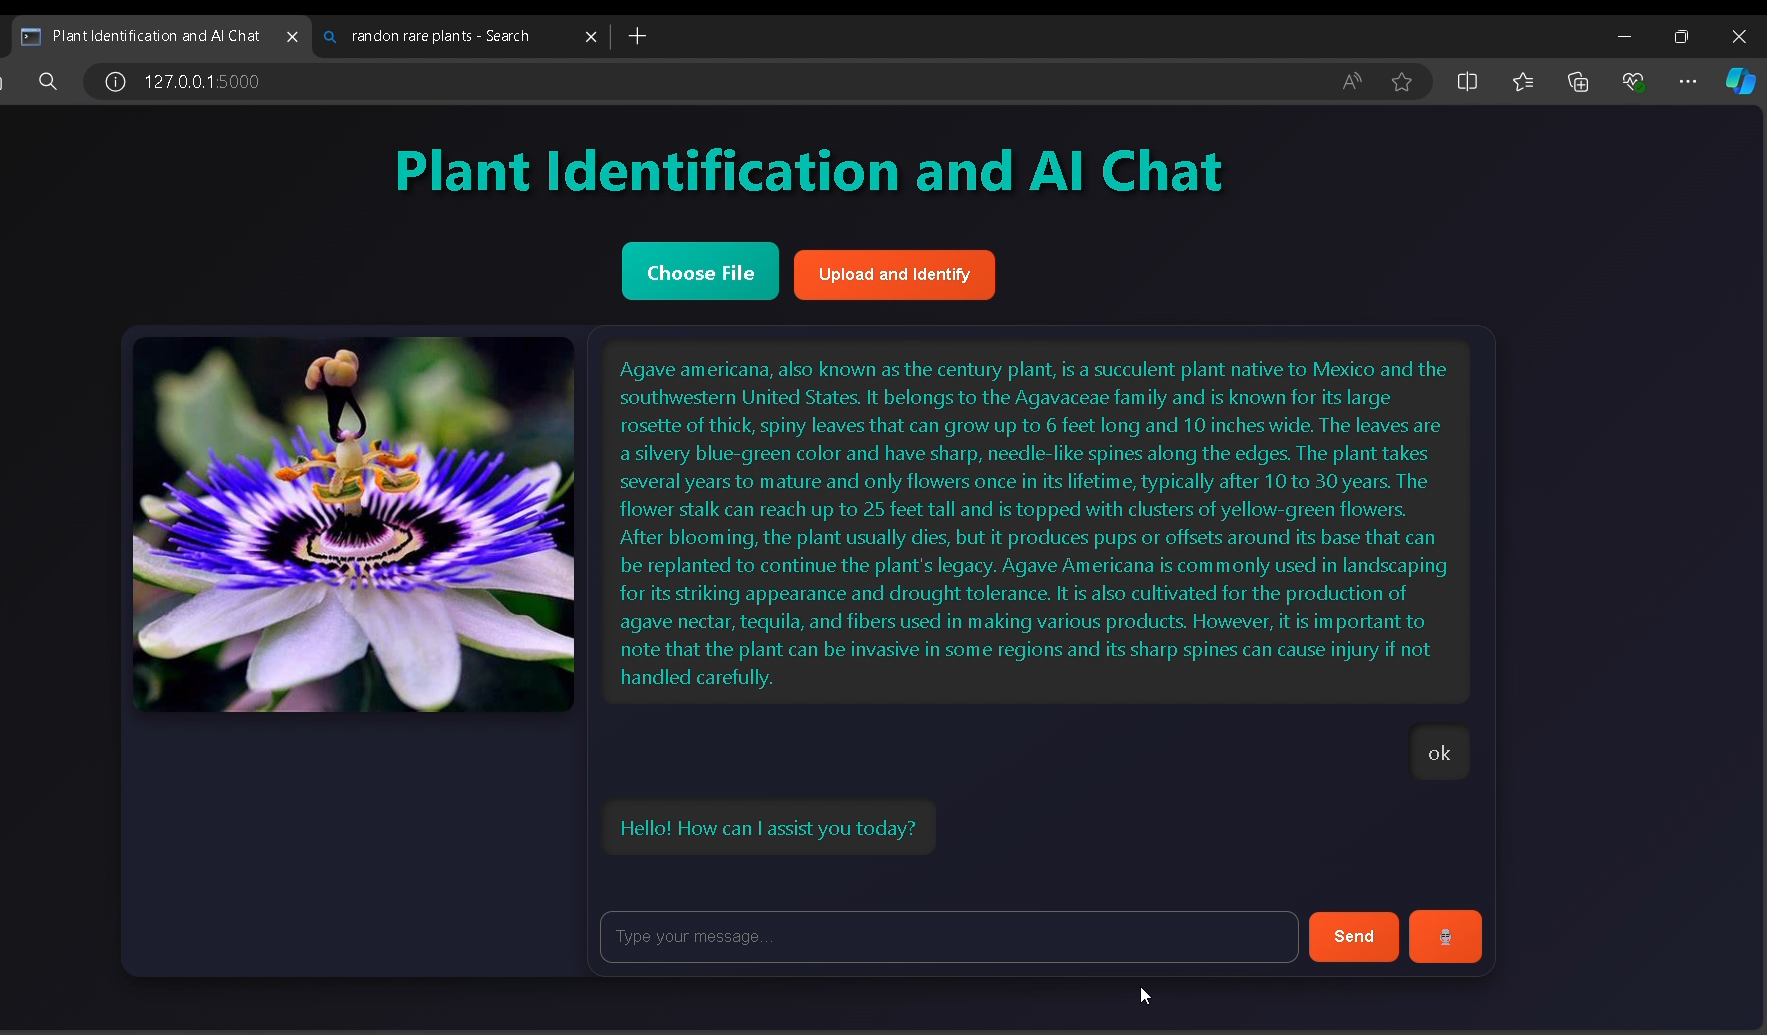 Plant Identification and AI Chat
randon rare plants - Search
127.0.0.1:5000
Plant Identification and AI Chat
Choose File
Upload and Identify
Agave americana, also known as the century plant, is a succulent plant native to Mexico and the
southwestern United States. It belongs to the Agavaceae family and is known for its large
rosette of thick, spiny leaves that can grow up to 6 feet long and 10 inches wide. The leaves are
a silvery blue-green color and have sharp, needle-like spines along the edges. The plant takes
several years to mature and only flowers once in its lifetime, typically after 10 to 30 years. The
flower stalk can reach up to 25 feet tall and is topped with clusters of yellow-green flowers.
After blooming, the plant usually dies, but it produces pups or offsets around its base that can
be replanted to continue the plant's legacy. Agave Americana is commonly used in landscaping
for its striking appearance and drought tolerance. It is also cultivated for the production of
agave nectar, tequila, and fibers used in making various products. However, it is important to
note that the plant can be invasive in some regions and its sharp spines can cause injury if not
handled carefully.
ok
Hello! How can I assist you today?
Type your message...
Send